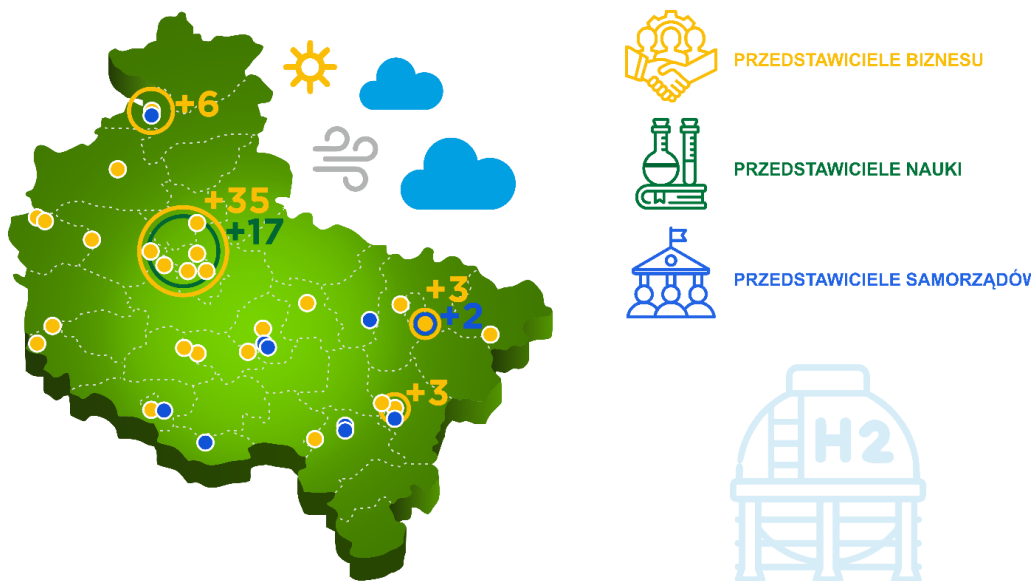 PRZEDSTAWICIELE BIZNESU
+6
PRZEDSTAWICIELE NAUKI
+35
+17
PRZEDSTAWICIELE SAMORZĄDÓW
+3
+2
+3
H2